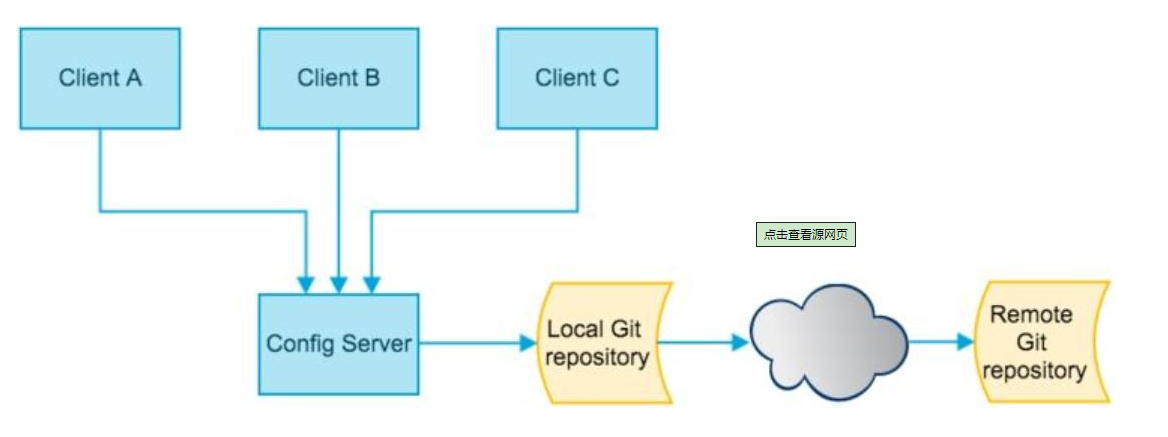 Client A
Client B
Client C
点击查看源网页
Config Server
Local Git
repository
Remote
Git
repository